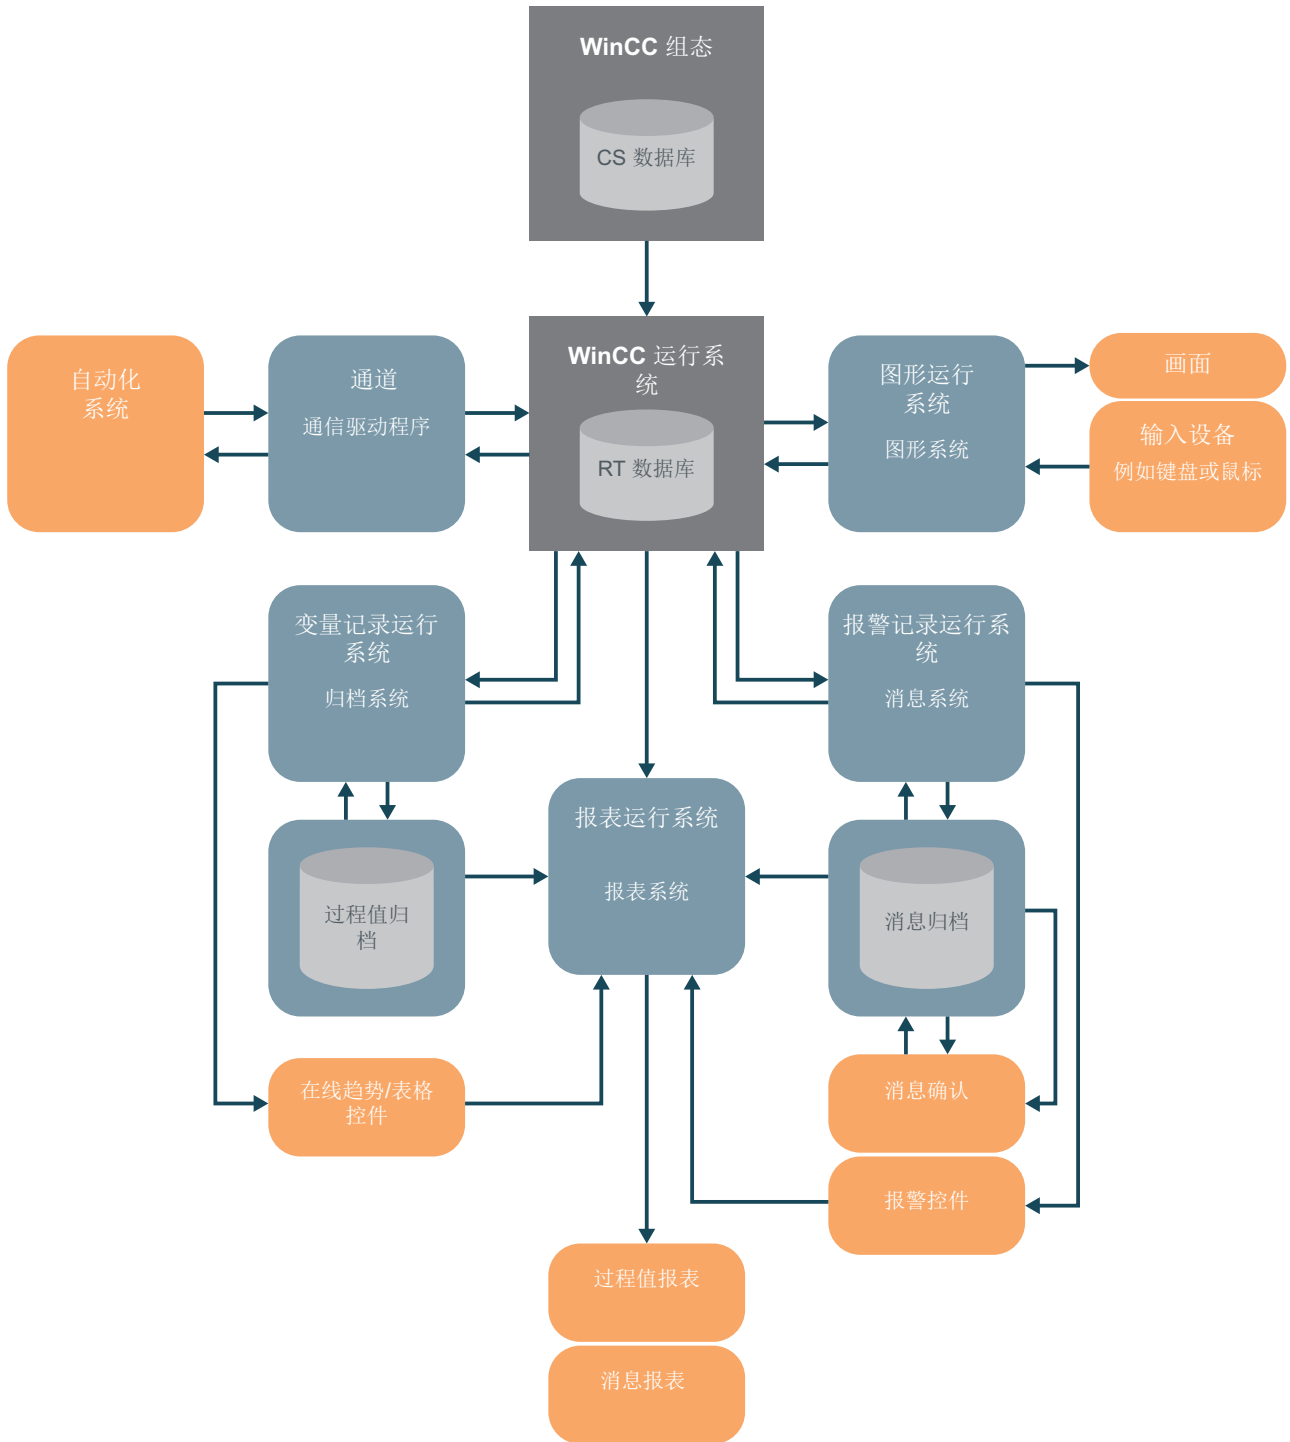 WinCC 组态
CS 数据库
自动化
系统
通道
通信驱动程序
WinCC 运行系
统
RT 数据库
图形运行
系统
图形系统
画面
输入设备
例如键盘或鼠标
变量记录运行
系统
归档系统
报警记录运行系
统
消息系统
过程值归
档
报表运行系统
报表系统
消息归档
在线趋势/表格
控件
消息确认
报警控件
过程值报表
消息报表